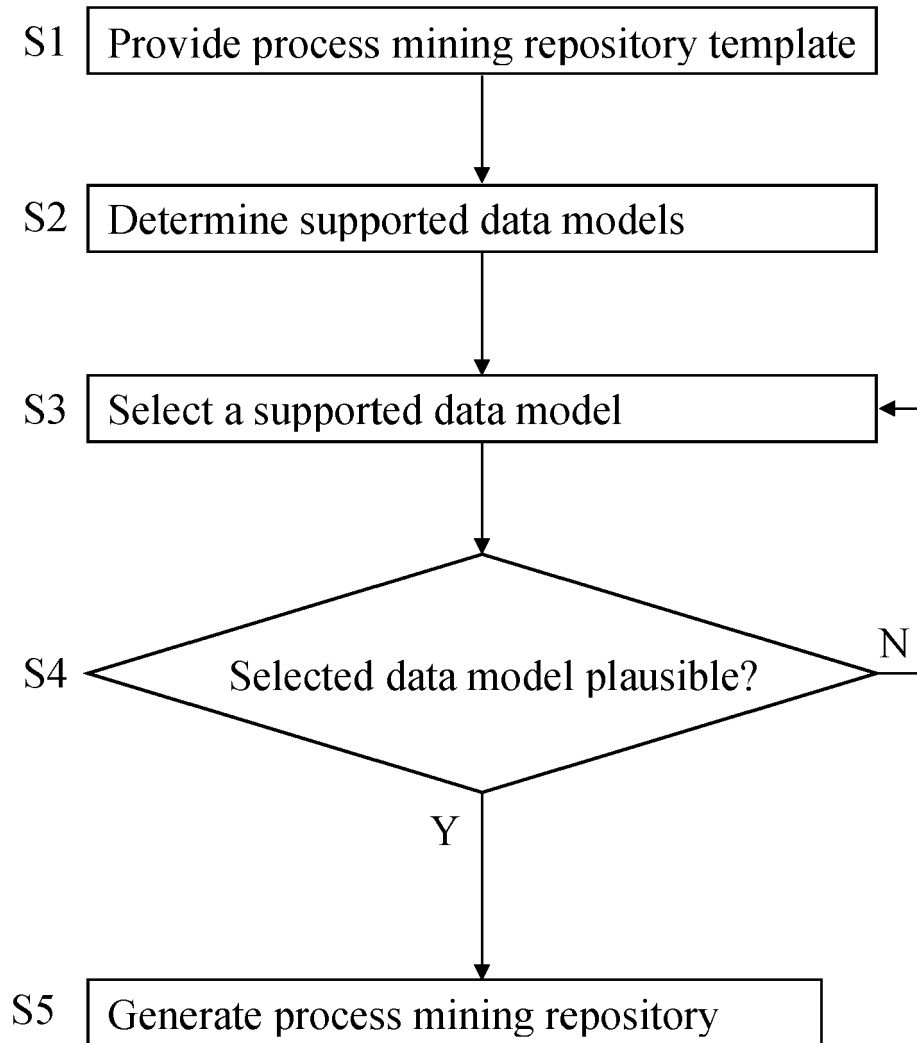 S1 Provide process mining repository template
S2 Determine supported data models
S3 Select a supported data model
S4 Selected data model plausible?
N
Y
S5 Generate process mining repository